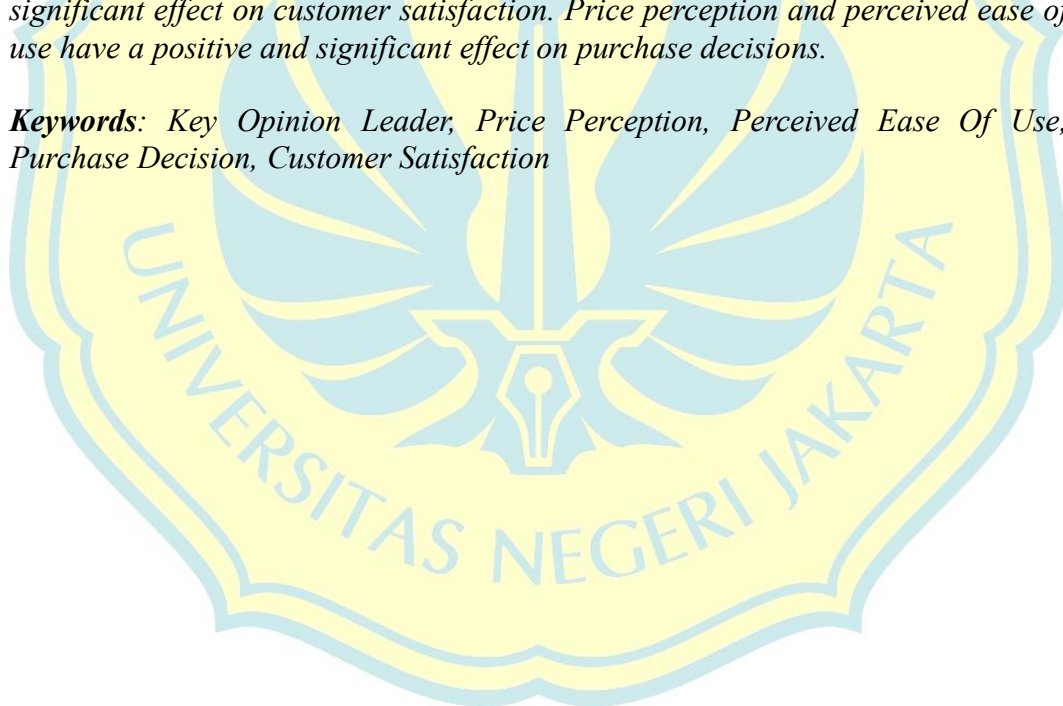 significant effect on customer satisfaction. Price perception and perceived ease of
use have a positive and significant effect on purchase decisions.
Keywords: Key Opinion Leader, Price Perception, Perceived Ease Of Use,
Purchase Decision, Customer Satisfaction
UNIVERSITAS NEGERI JAKARTA